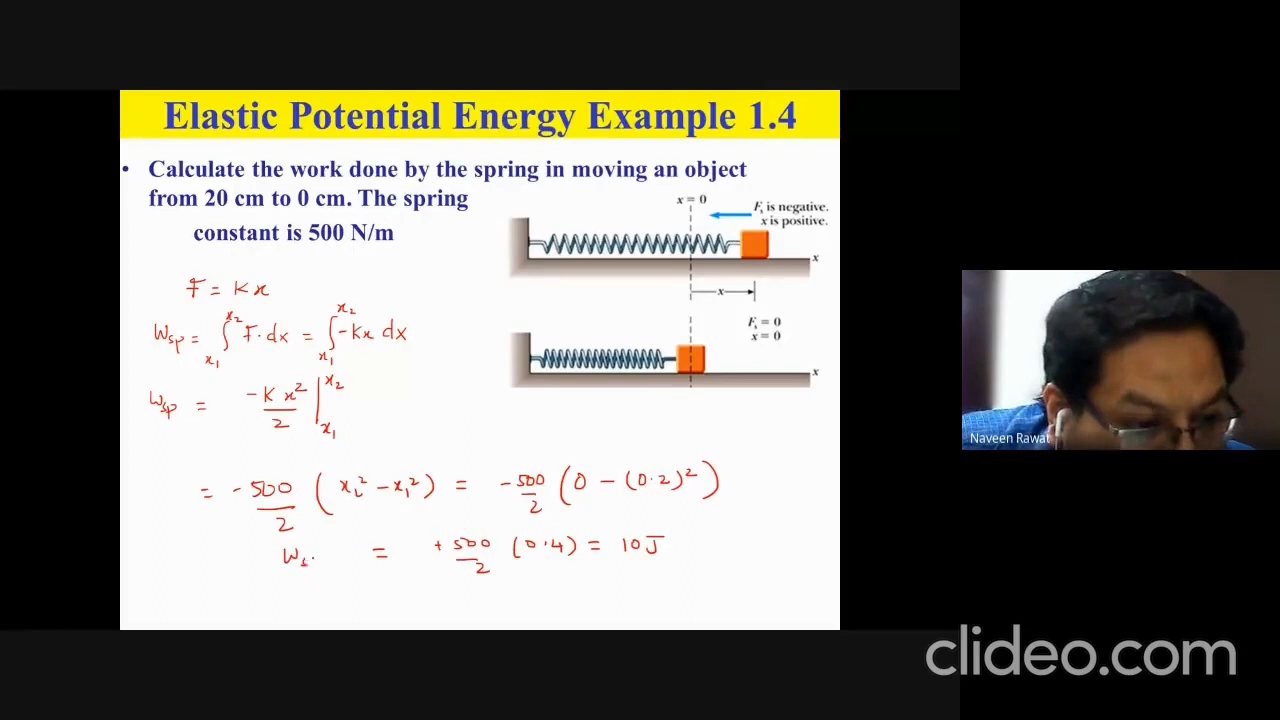 Elastic Potential Energy Example 1.4
• Calculate the work done by the spring in moving an object
from 20 cm to 0 cm. The spring
constant is 500 N/m
x = 0
Fs is negative.
x is positive.
x
x
Fs = 0
x = 0
x
F = Kx
Wsp = ∫x₁x₂ F·dx = ∫x₁x₂ -Kx dx
Wsp = -Kx²/2 |x₁x₂
= -500/2 (x₂² - x₁²) = -500/2 (0 - (0.2)²)
Ws. = +500/2 (0.4) = 10J
Naveen Rawat
clideo.com